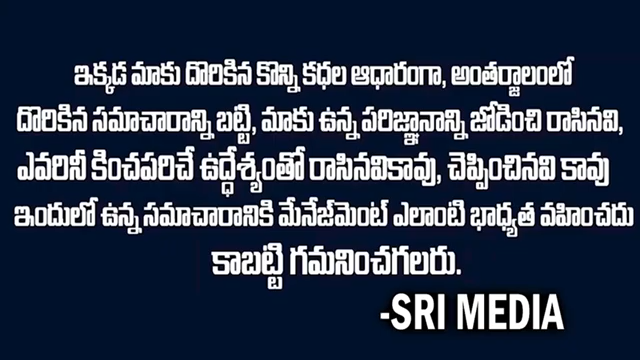 ఇక్కడ మాకు దొరికిన కొన్ని కధల ఆధారంగా, అంతర్జాలంలో
దొరికిన సమాచారాన్ని బట్టి, మాకు ఉన్న పరిజ్ఞానాన్ని జోడించి రాసినవి,
ఎవరినీ కించపరిచే ఉద్ధేశ్యంతో రాసినవికావు, చెప్పించినవి కావు
ఇందులో ఉన్న సమాచారానికి మేనేజ్‌మెంట్ ఎలాంటి భాధ్యత వహించదు
కాబట్టి గమనించగలరు.
-SRI MEDIA